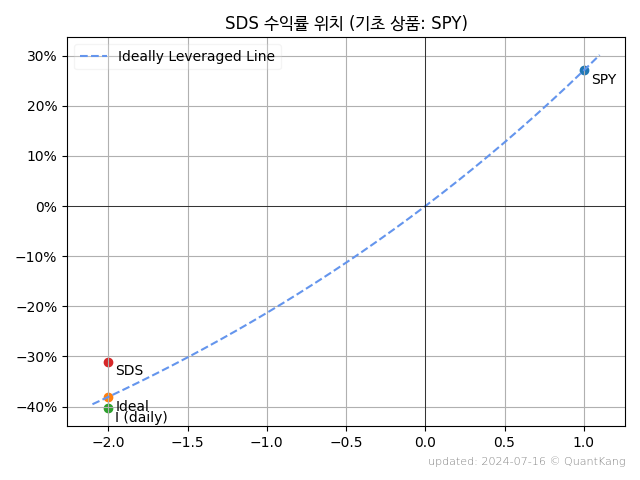 SDS 수익률 위치 (기초 상품: SPY)
Ideally Leveraged Line
30%
20%
10%
0%
−10%
−20%
−30%
−40%
SPY
SDS
Ideal
I (daily)
−2.0 −1.5 −1.0 −0.5 0.0 0.5 1.0
updated: 2024-07-16 © QuantKang